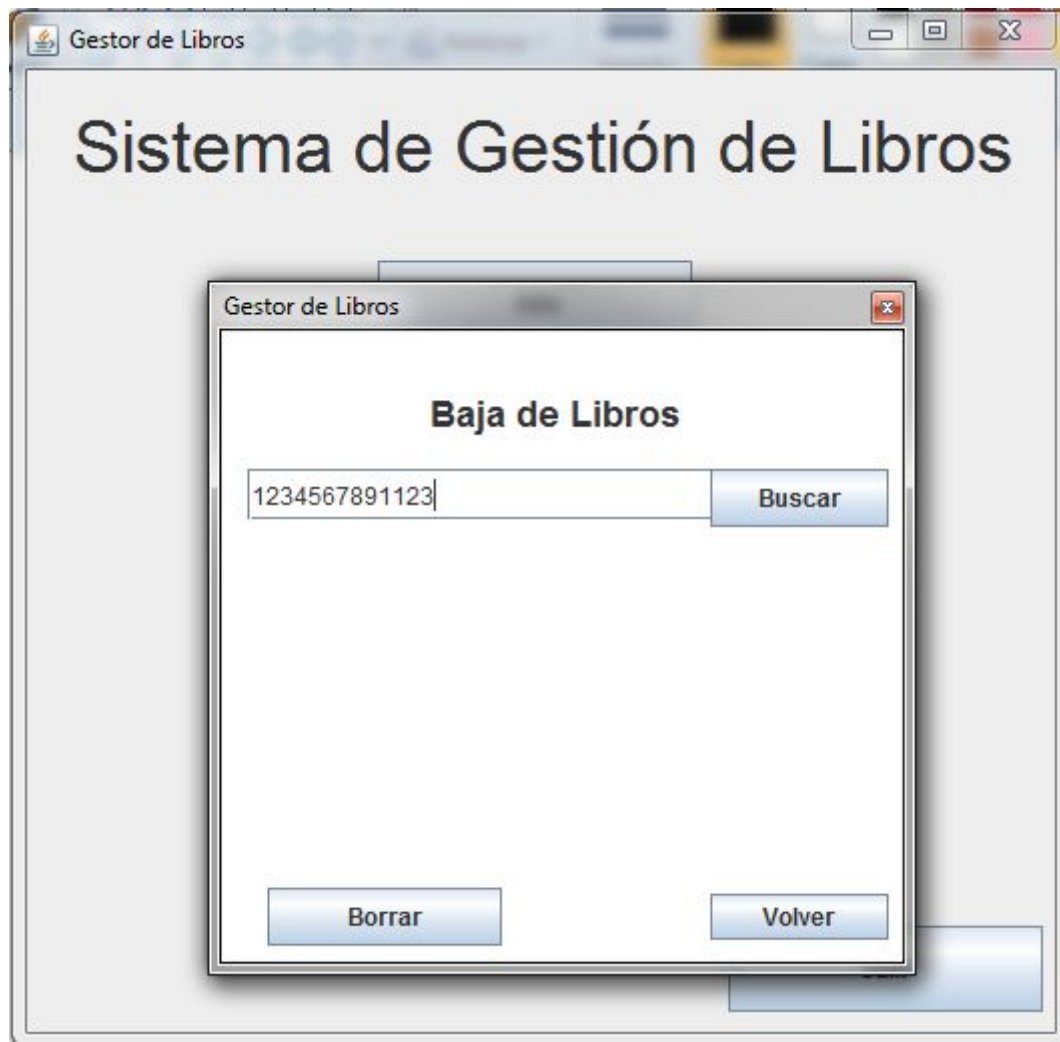 Gestor de Libros
Sistema de Gestión de Libros
Gestor de Libros
Baja de Libros
1234567891123
Buscar
Borrar
Volver